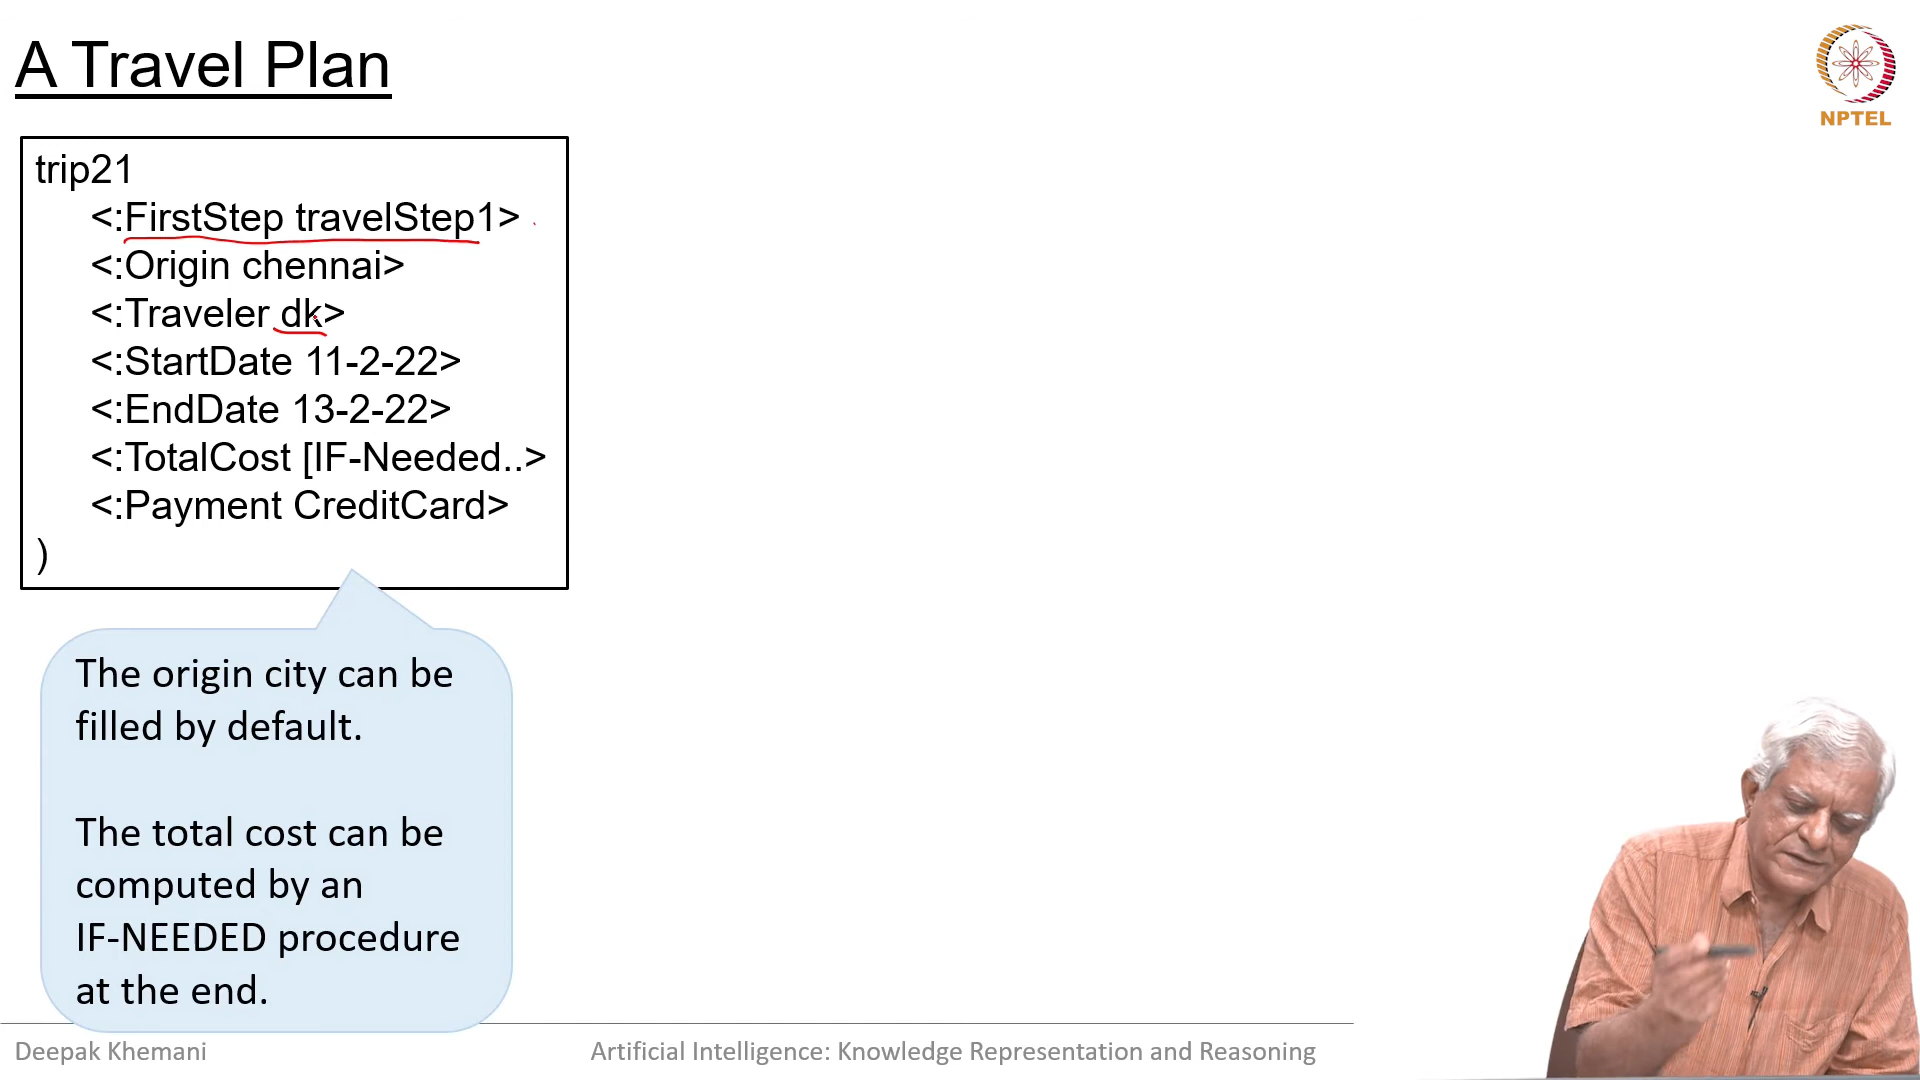 A Travel Plan
NPTEL
trip21
<:FirstStep travelStep1>
<:Origin chennai>
<:Traveler dk>
<:StartDate 11-2-22>
<:EndDate 13-2-22>
<:TotalCost [IF-Needed..>
<:Payment CreditCard>
)
The origin city can be
filled by default.
The total cost can be
computed by an
IF-NEEDED procedure
at the end.
Deepak Khemani
Artificial Intelligence: Knowledge Representation and Reasoning